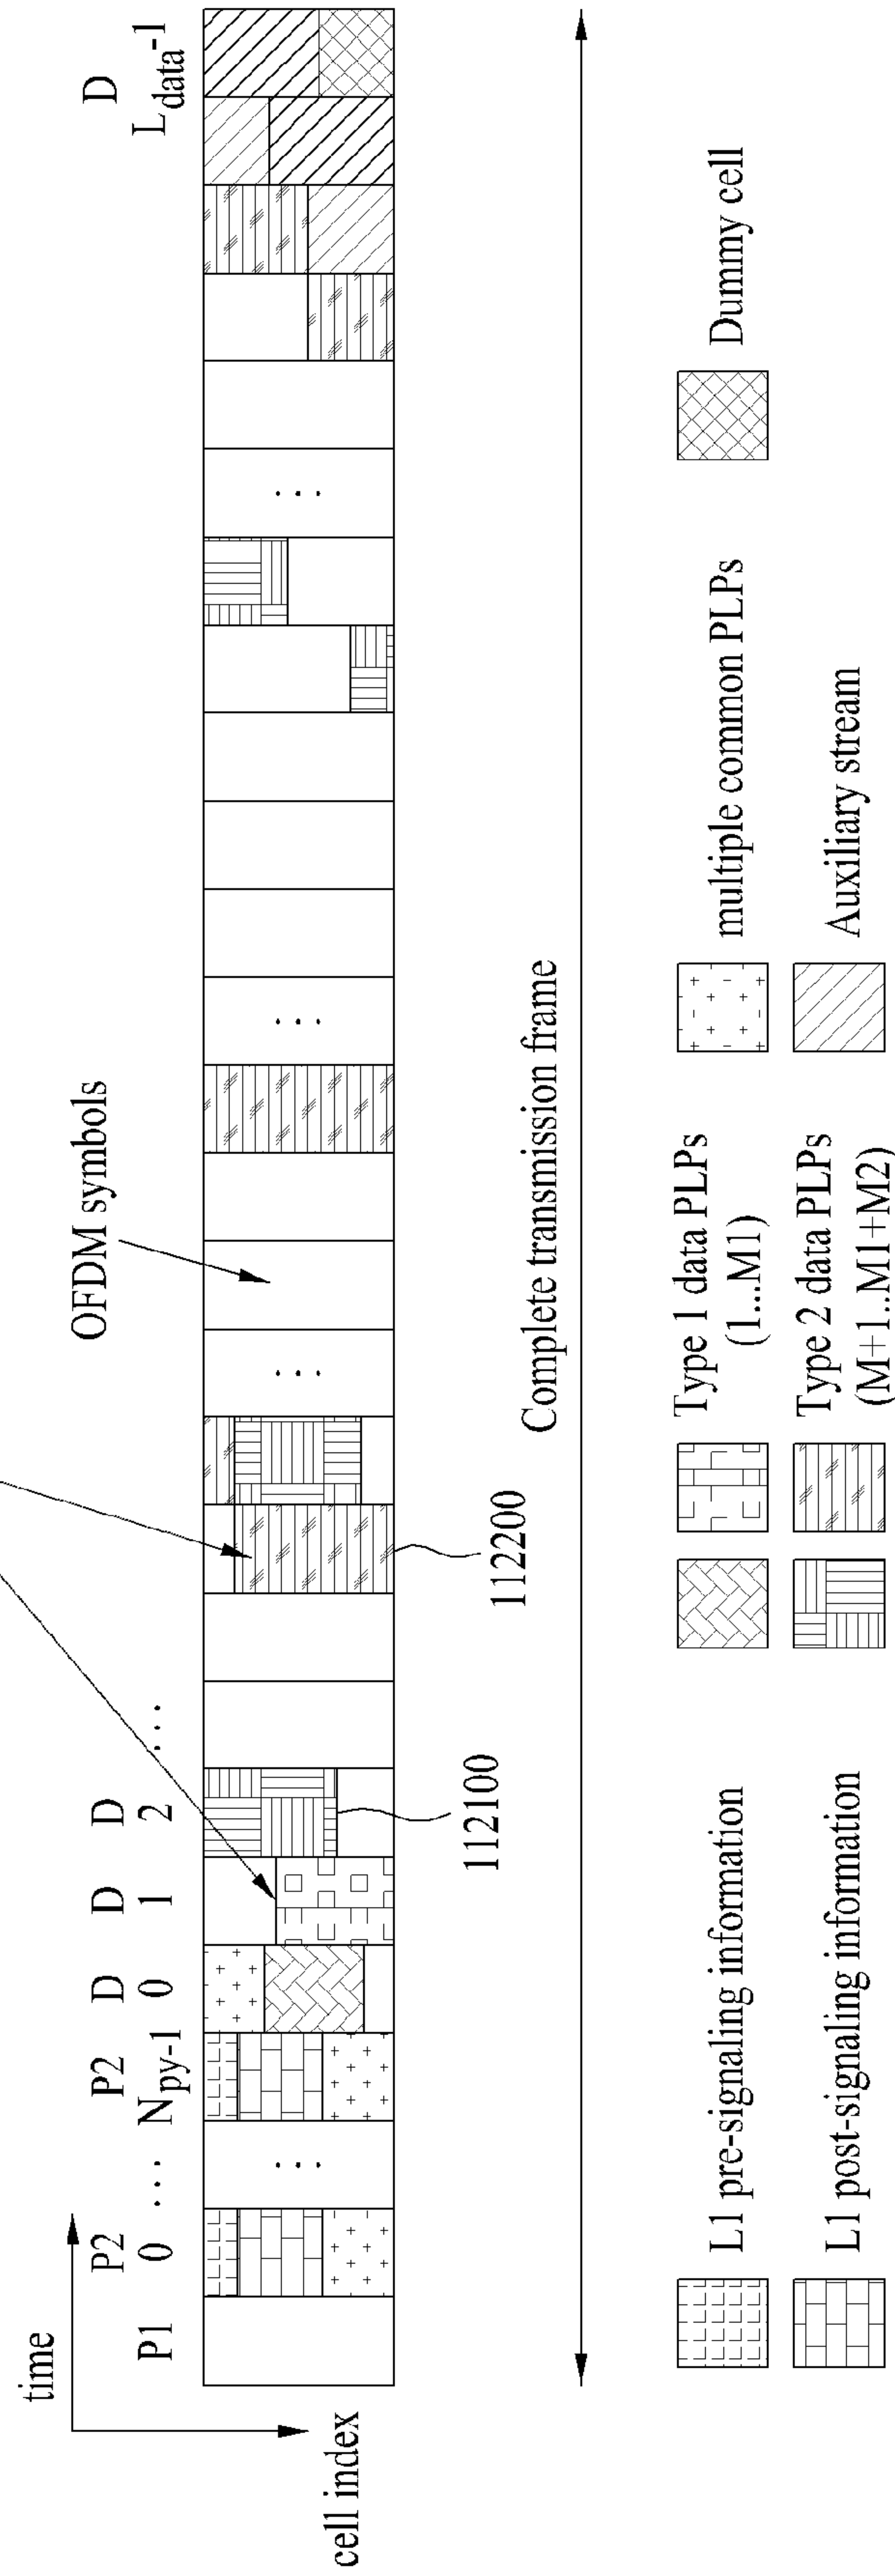 time
cell index
P1
P2
0
...
P2
Npy-1
D
0
D
1
D
2
...
D
Ldata-1
...
...
...
...
OFDM symbols
112100
112200
Complete transmission frame
L1 pre-signaling information
L1 post-signaling information
Type 1 data PLPs
(1...M1)
Type 2 data PLPs
(M+1..M1+M2)
multiple common PLPs
Auxiliary stream
Dummy cell